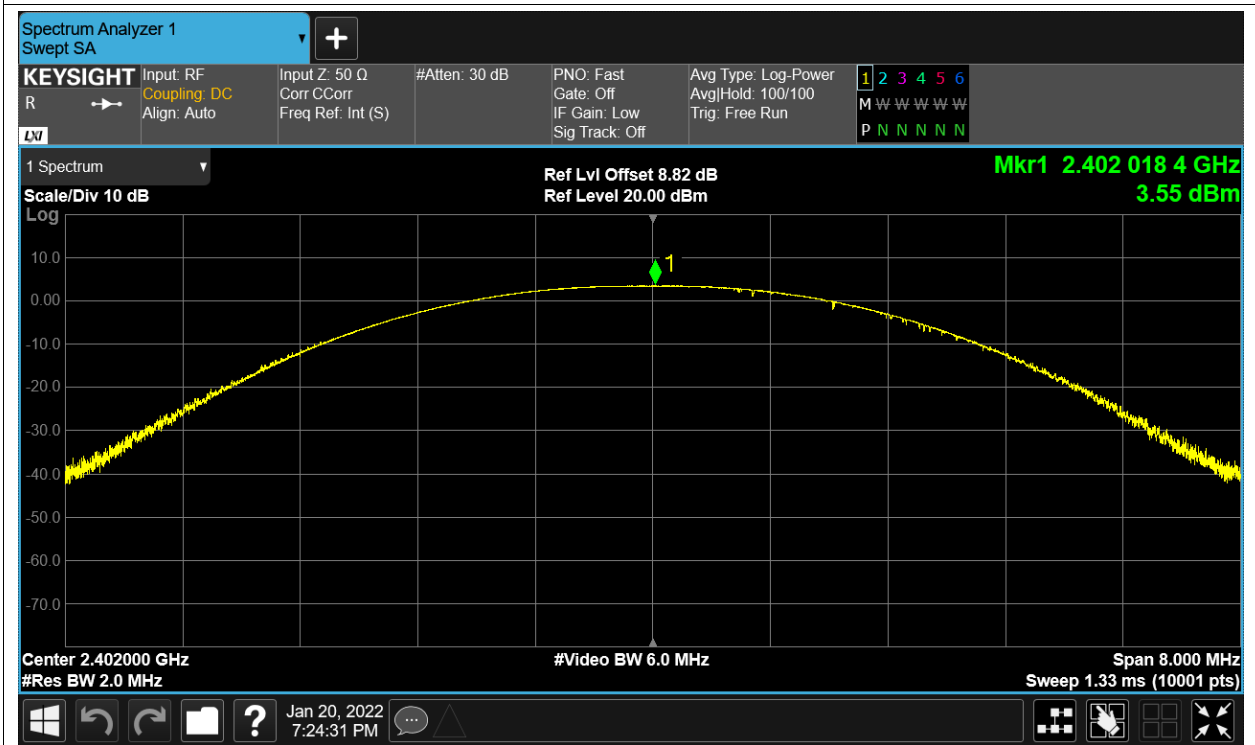 Spectrum Analyzer 1
Swept SA
KEYSIGHT
R
LXI
Input: RF
Coupling: DC
Align: Auto
Input Z: 50 Ω
Corr CCorr
Freq Ref: Int (S)
#Atten: 30 dB
PNO: Fast
Gate: Off
IF Gain: Low
Sig Track: Off
Avg Type: Log-Power
Avg|Hold: 100/100
Trig: Free Run
1 2 3 4 5 6
M W W W W W
P N N N N N
1 Spectrum
Scale/Div 10 dB
Log
Ref Lvl Offset 8.82 dB
Ref Level 20.00 dBm
Mkr1 2.402 018 4 GHz
3.55 dBm
1
10.0
0.00
-10.0
-20.0
-30.0
-40.0
-50.0
-60.0
-70.0
Center 2.402000 GHz
#Res BW 2.0 MHz
#Video BW 6.0 MHz
Span 8.000 MHz
Sweep 1.33 ms (10001 pts)
?
Jan 20, 2022
7:24:31 PM